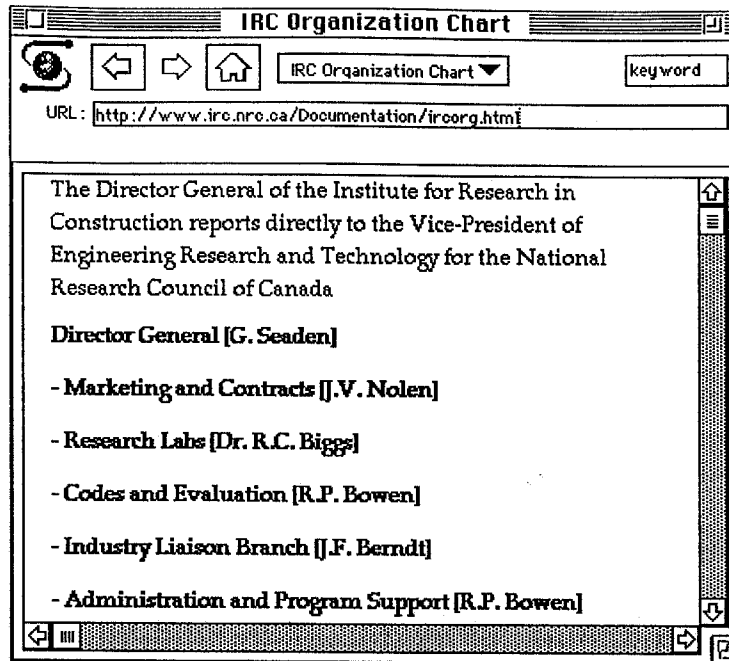 IRC Organization Chart
IRC Organization Chart
keyword
URL: http://www.irc.nrc.ca/Documentation/ircorg.html
The Director General of the Institute for Research in
Construction reports directly to the Vice-President of
Engineering Research and Technology for the National
Research Council of Canada
Director General [G. Seaden]
- Marketing and Contracts [J.V. Nolen]
- Research Labs [Dr. R.C. Biggs]
- Codes and Evaluation [R.P. Bowen]
- Industry Liaison Branch [J.F. Berndt]
- Administration and Program Support [R.P. Bowen]